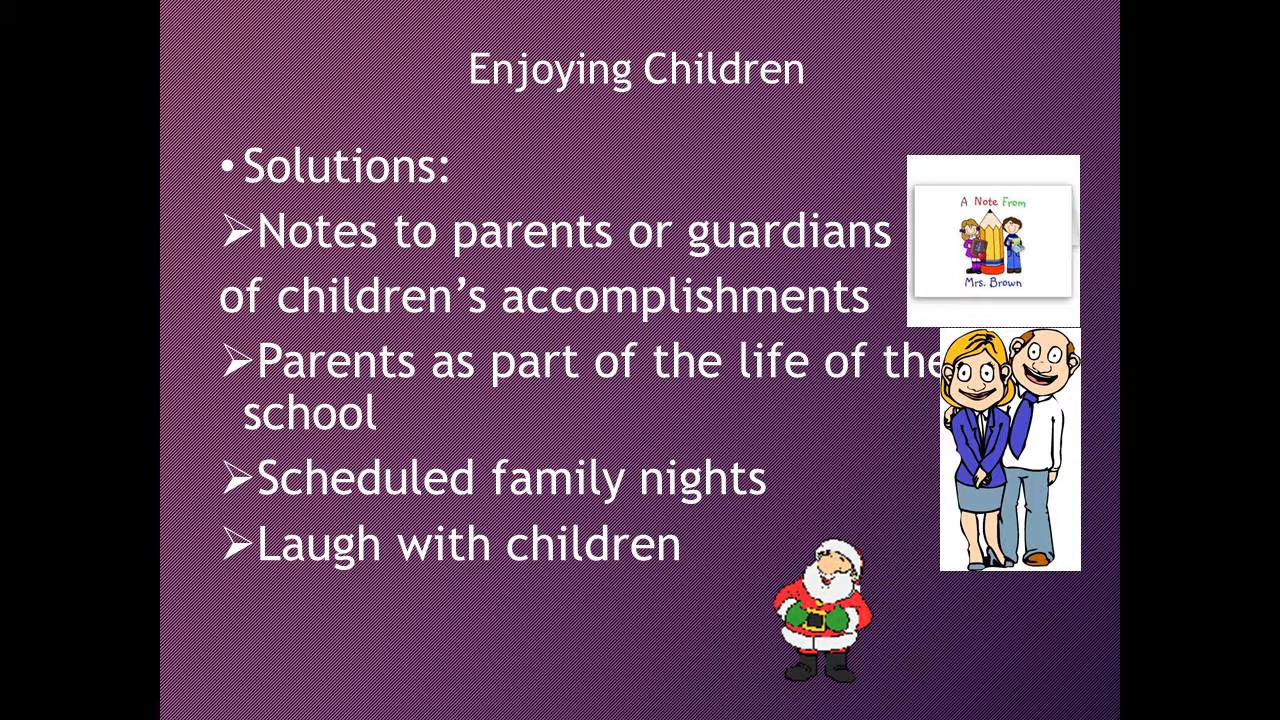 Enjoying Children
• Solutions:
➢Notes to parents or guardians
of children’s accomplishments
➢Parents as part of the life of the
school
➢Scheduled family nights
➢Laugh with children
A Note From
Mrs. Brown